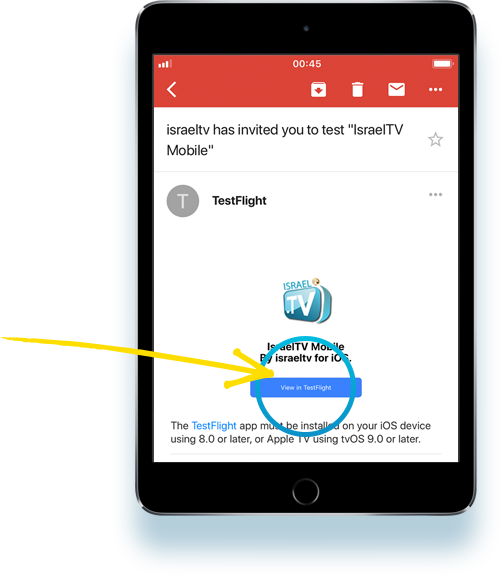 00:45
israeltv has invited you to test "IsraelTV
Mobile"
T
TestFlight
ISRAEL
TV
IsraelTV Mobile
By israeltv for iOS.
View in TestFlight
The TestFlight app must be installed on your iOS device
using 8.0 or later, or Apple TV using tvOS 9.0 or later.